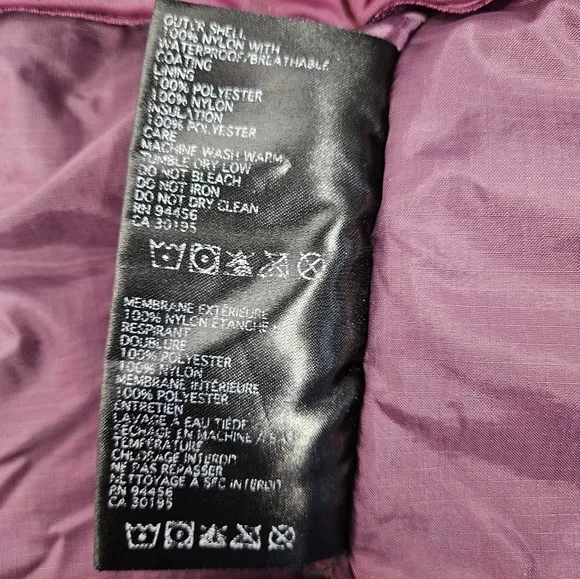 OUTER SHELL
100% NYLON WITH
WATERPROOF/BREATHABLE
COATING
LINING
100% POLYESTER
100% NYLON
INSULATION
100% POLYESTER
CARE
MACHINE WASH WARM
TUMBLE DRY LOW
DO NOT BLEACH
DO NOT IRON
DO NOT DRY CLEAN
RN 94456
CA 30195
MEMBRANE EXTÉRIEURE
100% NYLON ÉTANCHE
RESPIRANT
DOUBLURE
100% POLYESTER
100% NYLON
MEMBRANE INTÉRIEURE
100% POLYESTER
ENTRETIEN
LAVAGE À EAU TIÈDE
SÉCHAGE EN MACHINE
TEMPÉRATURE
CHLORAGE INTERDIT
NE PAS REPASSER
NETTOYAGE À SEC INTERDIT
RN 94456
CA 30195